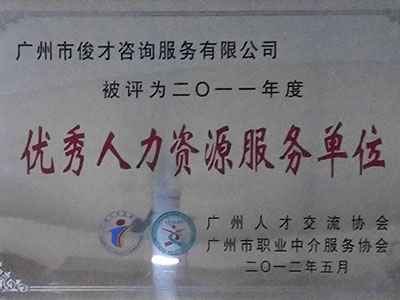 广州市俊才咨询服务有限公司
被评为二〇一一年度
优秀人力资源服务单位
广州人才交流协会
广州市职业中介服务协会
二〇一二年五月